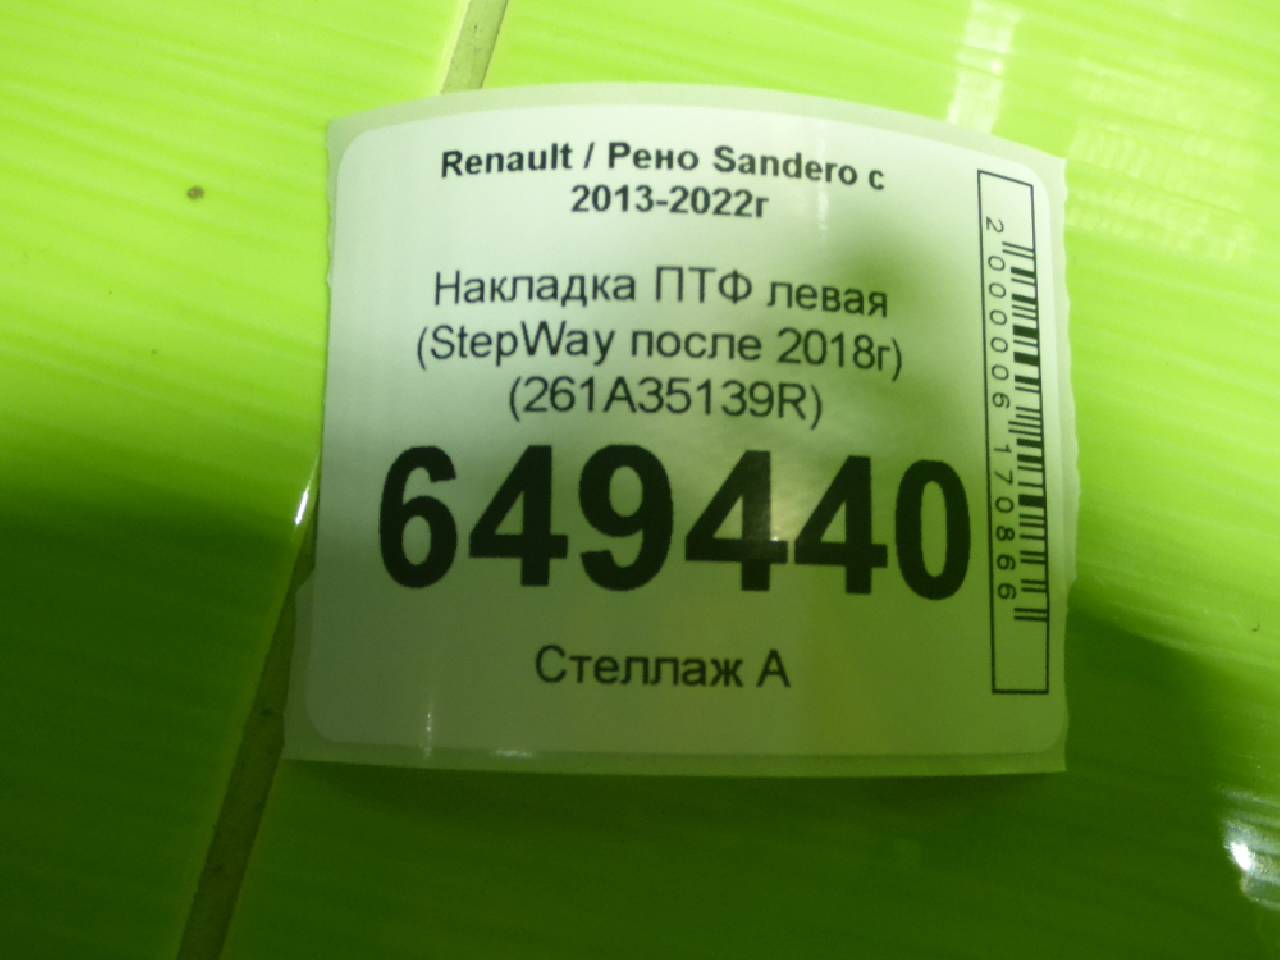 Renault / Рено Sandero с
2013-2022г
Накладка ПТФ левая
(StepWay после 2018г)
(261A35139R)
649440
Стеллаж А
2000006170866